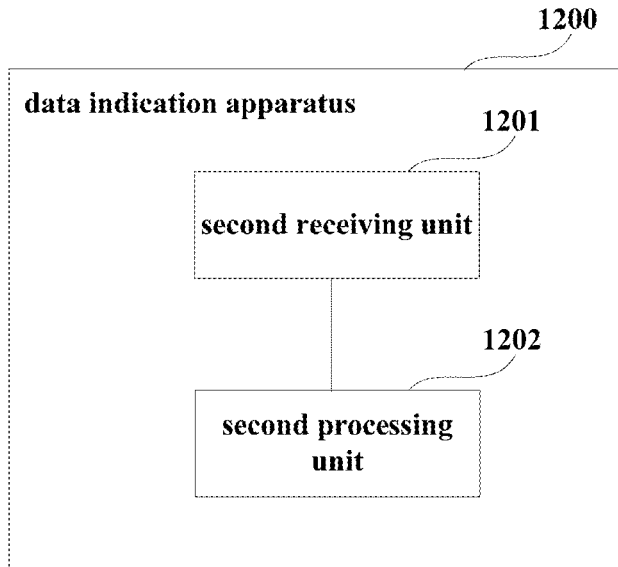 1200
data indication apparatus
1201
second receiving unit
1202
second processing
unit